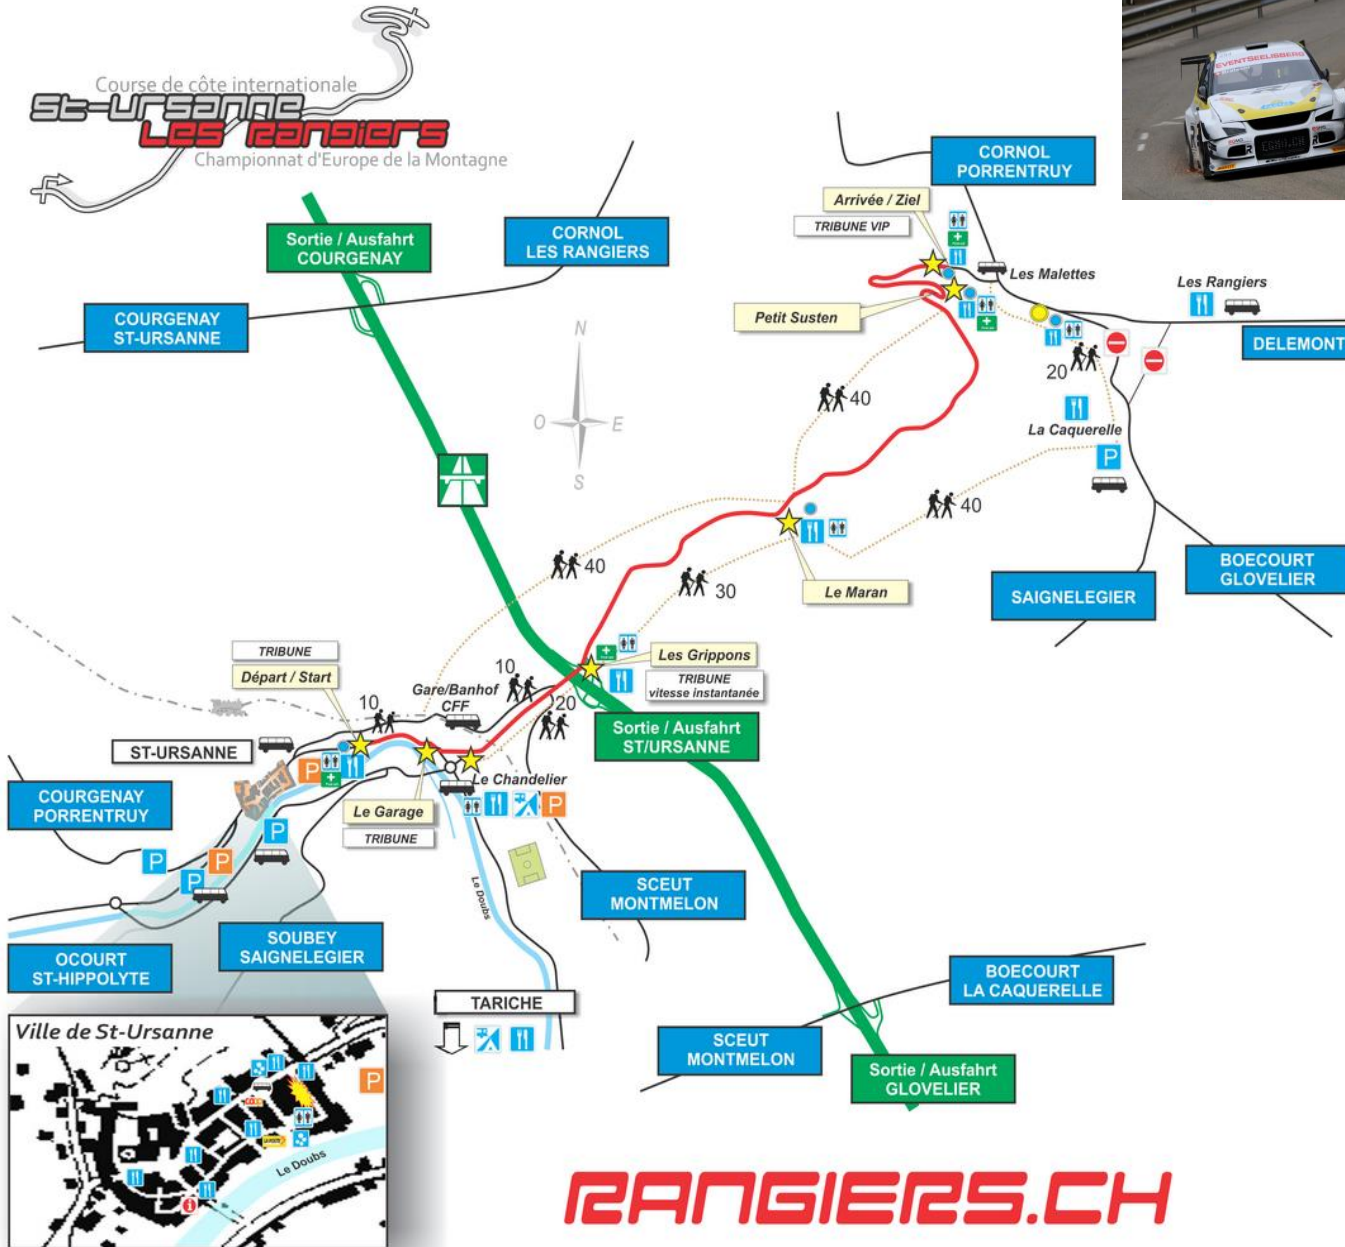 Course de côte internationale
st-ursanne
Les Rangiers
Championnat d'Europe de la Montagne
EVENTSEELISBERG
CORNOL
PORRENTRUY
Arrivée / Ziel
TRIBUNE VIP
Sortie / Ausfahrt
COURGENAY
CORNOL
LES RANGIERS
Les Malettes
Les Rangiers
COURGENAY
ST-URSANNE
Petit Susten
DELEMONT
N
O
E
S
20
40
La Caquerelle
P
40
40
30
Le Maran
BOECOURT
GLOVELIER
SAIGNELEGIER
TRIBUNE
Départ / Start
Les Grippons
TRIBUNE
vitesse instantanée
10
Gare/Banhof
CFF
10
20
Sortie / Ausfahrt
ST/URSANNE
ST-URSANNE
P
Le Chandelier
P
COURGENAY
PORRENTRUY
Le Garage
TRIBUNE
P
P
P
P
Le Doubs
SCEUT
MONTMELON
SOUBEY
SAIGNELEGIER
OCOURT
ST-HIPPOLYTE
TARICHE
BOECOURT
LA CAQUERELLE
SCEUT
MONTMELON
Sortie / Ausfahrt
GLOVELIER
Ville de St-Ursanne
P
coop
LA POSTE
Le Doubs
i
RANGIERS.CH